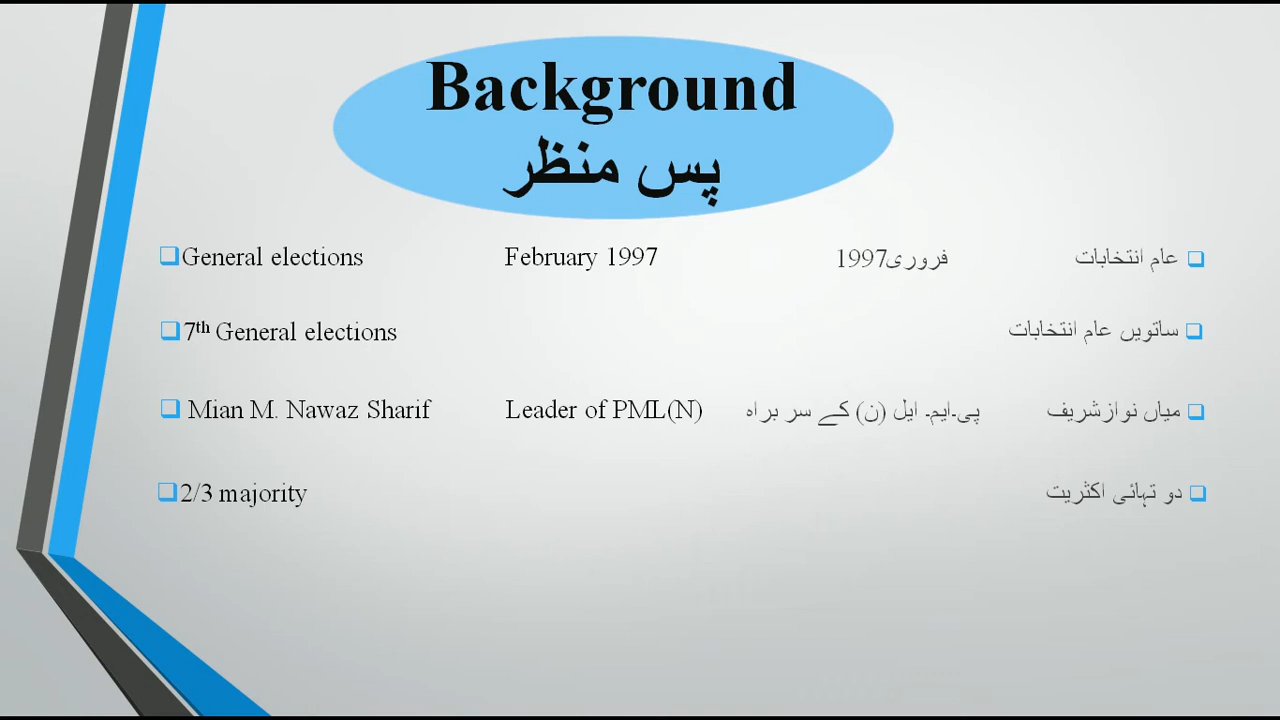 Background
پس منظر
General elections February 1997 فروری1997 عام انتخابات
7th General elections ساتویں عام انتخابات
Mian M. Nawaz Sharif Leader of PML(N) پی۔ایم۔ ایل (ن) کے سر براہ میاں نوازشریف
2/3 majority دو تہائی اکثریت